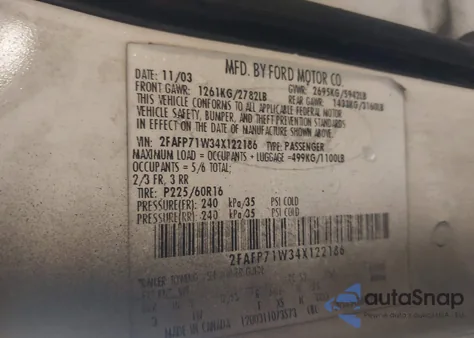 MFD. BY FORD MOTOR CO.
DATE: 11/03 GVWR: 2695KG/5942LB
FRONT GAWR: 1261KG/2782LB REAR GAWR: 1433KG/3160LB
THIS VEHICLE CONFORMS TO ALL APPLICABLE FEDERAL MOTOR
VEHICLE SAFETY, BUMPER, AND THEFT PREVENTION STANDARDS
IN EFFECT ON THE DATE OF MANUFACTURE SHOWN ABOVE.
VIN: 2FAFP71W34X122186 TYPE: PASSENGER
MAXIMUM LOAD = OCCUPANTS + LUGGAGE =499KG/1100LB
OCCUPANTS = 5/6 TOTAL:
2/3 FR, 3 RR
TIRE: P225/60R16
PRESSURE(FR): 240 kPa/35 PSI COLD
PRESSURE(RR): 240 kPa/35 PSI COLD
2FAFP71W34X122186
MADE IN CANADA
autoSnap